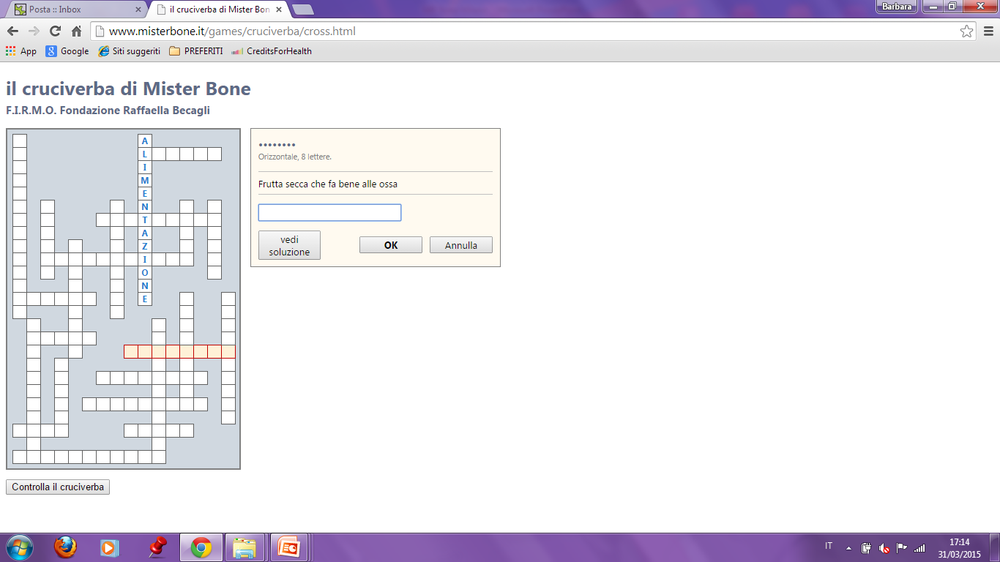 Posta :: Inbox
il cruciverba di Mister Bon
Barbara
www.misterbone.it/games/cruciverba/cross.html
App Google Siti suggeriti PREFERITI CreditsForHealth
il cruciverba di Mister Bone
F.I.R.M.O. Fondazione Raffaella Becagli
A
L
I
M
E
N
T
A
Z
I
O
N
E
••••••••
Orizzontale, 8 lettere.
Frutta secca che fa bene alle ossa
vedi
soluzione
OK
Annulla
Controlla il cruciverba
IT
17:14
31/03/2015